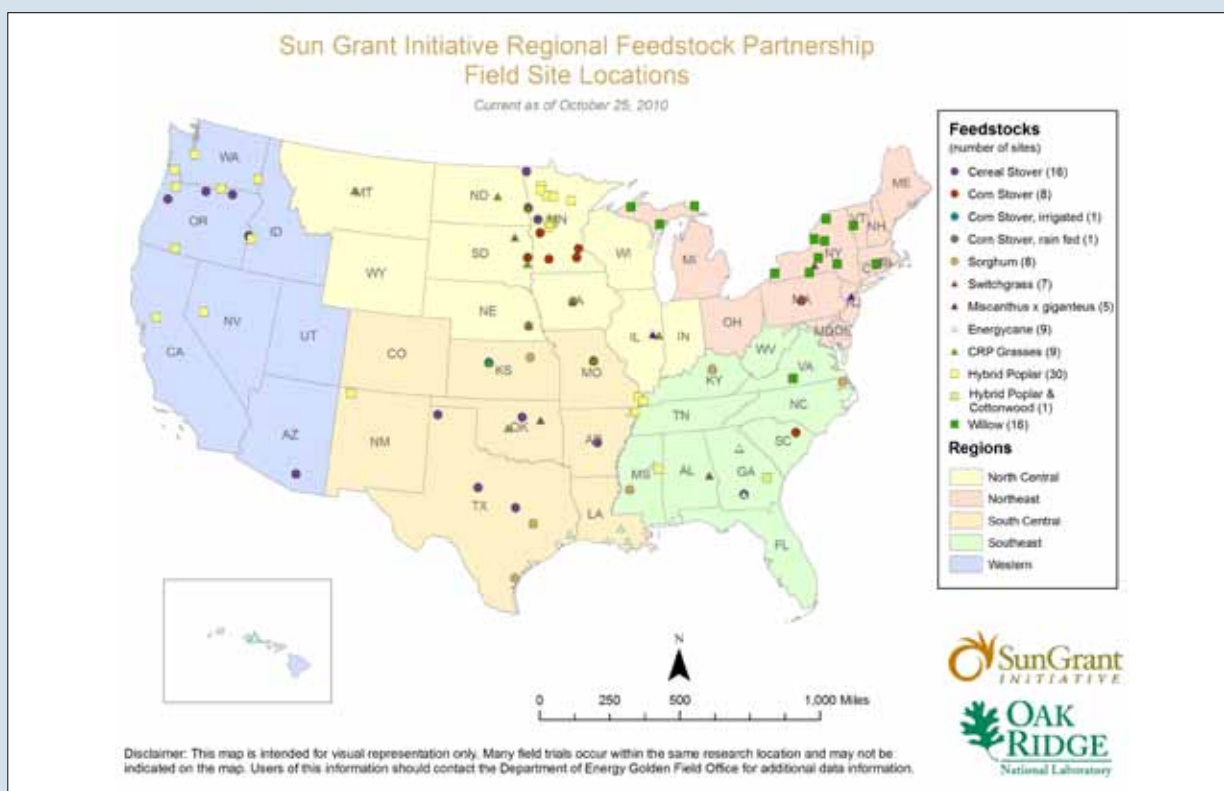 Sun Grant Initiative Regional Feedstock Partnership
Field Site Locations
Current as of October 25, 2010
WA
MT
ND
MN
OR
ID
SD
WI
WY
MI
NY
VT
NH
ME
NE
IA
IL
IN
OH
NV
UT
CA
CO
KS
MO
KY
WV
VA
AZ
NM
OK
TN
NC
SC
TX
LA
MS
AL
GA
FL
Feedstocks
(number of sites)
Cereal Stover (16)
Corn Stover (8)
Corn Stover, irrigated (1)
Corn Stover, rain fed (1)
Sorghum (8)
Switchgrass (7)
Miscanthus x giganteus (5)
Energycane (9)
CRP Grasses (9)
Hybrid Poplar (30)
Hybrid Poplar &
Cottonwood (1)
Willow (16)
Regions
North Central
Northeast
South Central
Southeast
Western
N
0 250 500 1,000 Miles
SunGrant
INITIATIVE
OAK
RIDGE
National Laboratory
Disclaimer: This map is intended for visual representation only. Many field trials occur within the same research location and may not be
indicated on the map. Users of this information should contact the Department of Energy Golden Field Office for additional data information.